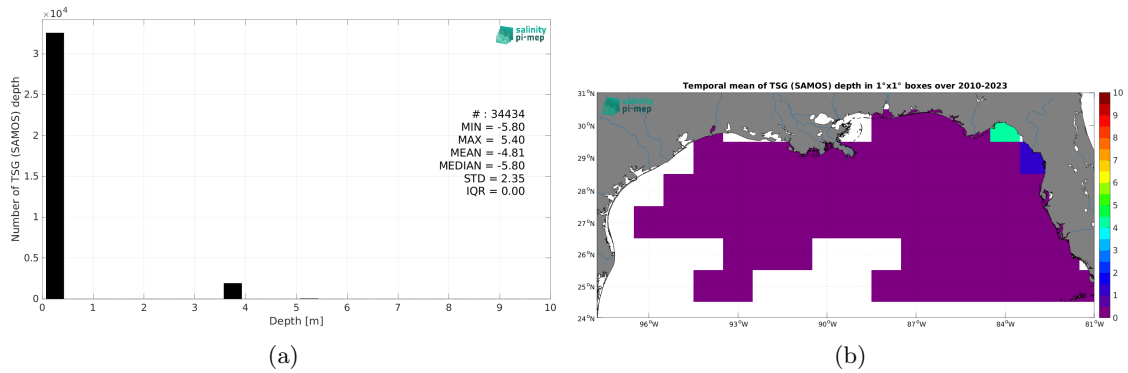 ×10⁴
salinity
pi-mep
Number of TSG (SAMOS) depth
3
2.5
2
1.5
1
0.5
0
# : 34434
MIN = -5.80
MAX = 5.40
MEAN = -4.81
MEDIAN = -5.80
STD = 2.35
IQR = 0.00
0 1 2 3 4 5 6 7 8 9 10
Depth [m]
(a)
Temporal mean of TSG (SAMOS) depth in 1°x1° boxes over 2010-2023
salinity
pi-mep
31°N
30°N
29°N
28°N
27°N
26°N
25°N
24°N
96°W 93°W 90°W 87°W 84°W 81°W
10
9
8
7
6
5
4
3
2
1
0
(b)